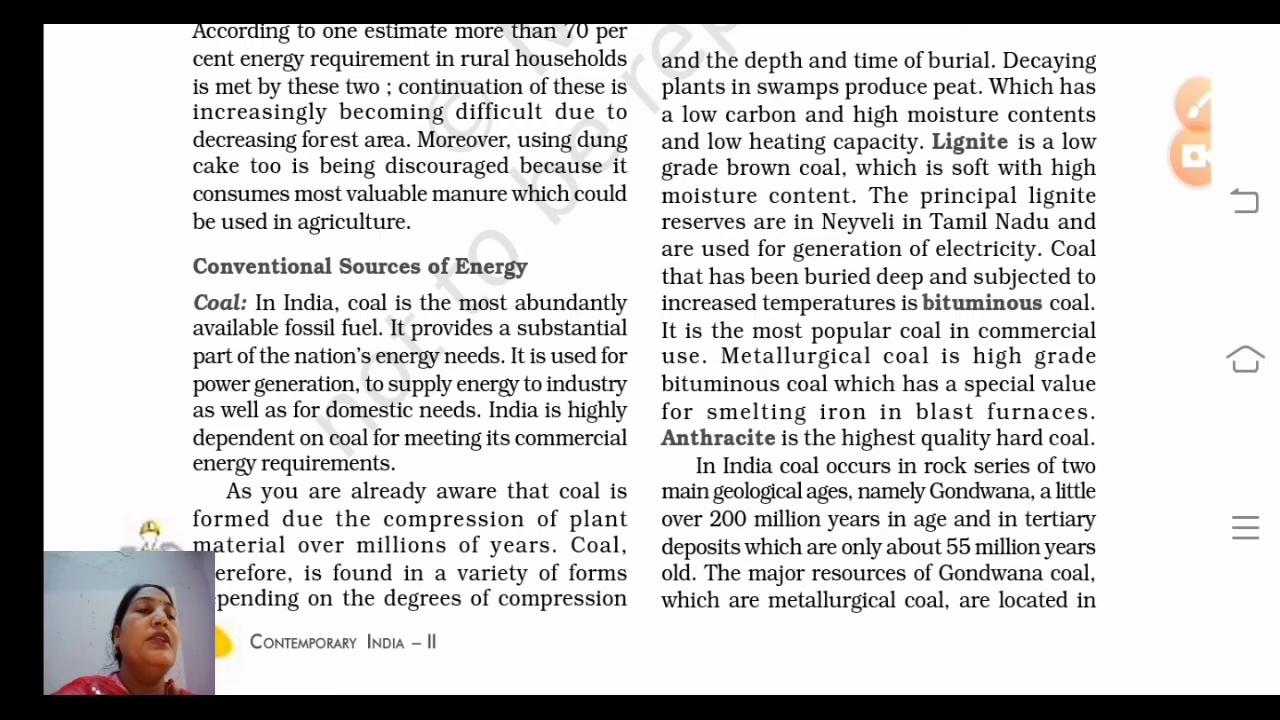 According to one estimate more than 70 per
cent energy requirement in rural households
is met by these two ; continuation of these is
increasingly becoming difficult due to
decreasing forest area. Moreover, using dung
cake too is being discouraged because it
consumes most valuable manure which could
be used in agriculture.
Conventional Sources of Energy
Coal: In India, coal is the most abundantly
available fossil fuel. It provides a substantial
part of the nation's energy needs. It is used for
power generation, to supply energy to industry
as well as for domestic needs. India is highly
dependent on coal for meeting its commercial
energy requirements.
As you are already aware that coal is
formed due the compression of plant
material over millions of years. Coal,
erefore, is found in a variety of forms
pending on the degrees of compression
CONTEMPORARY INDIA – II
and the depth and time of burial. Decaying
plants in swamps produce peat. Which has
a low carbon and high moisture contents
and low heating capacity. Lignite is a low
grade brown coal, which is soft with high
moisture content. The principal lignite
reserves are in Neyveli in Tamil Nadu and
are used for generation of electricity. Coal
that has been buried deep and subjected to
increased temperatures is bituminous coal.
It is the most popular coal in commercial
use. Metallurgical coal is high grade
bituminous coal which has a special value
for smelting iron in blast furnaces.
Anthracite is the highest quality hard coal.
In India coal occurs in rock series of two
main geological ages, namely Gondwana, a little
over 200 million years in age and in tertiary
deposits which are only about 55 million years
old. The major resources of Gondwana coal,
which are metallurgical coal, are located in
not to be rep